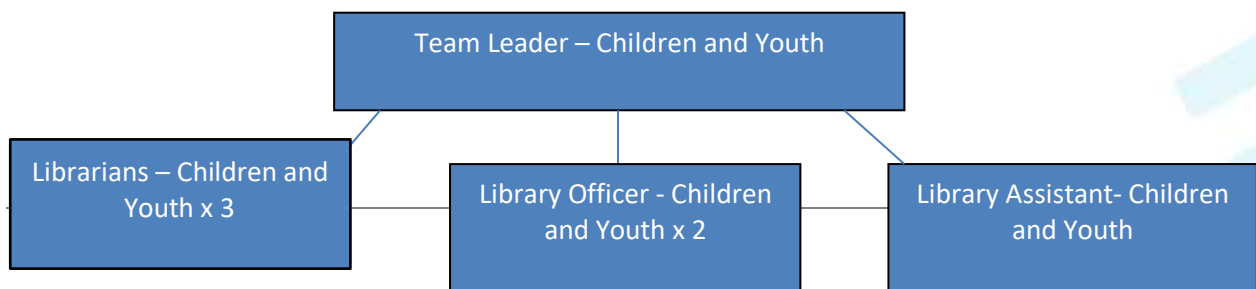 Team Leader – Children and Youth
Librarians – Children and
Youth x 3
Library Officer - Children
and Youth x 2
Library Assistant- Children
and Youth